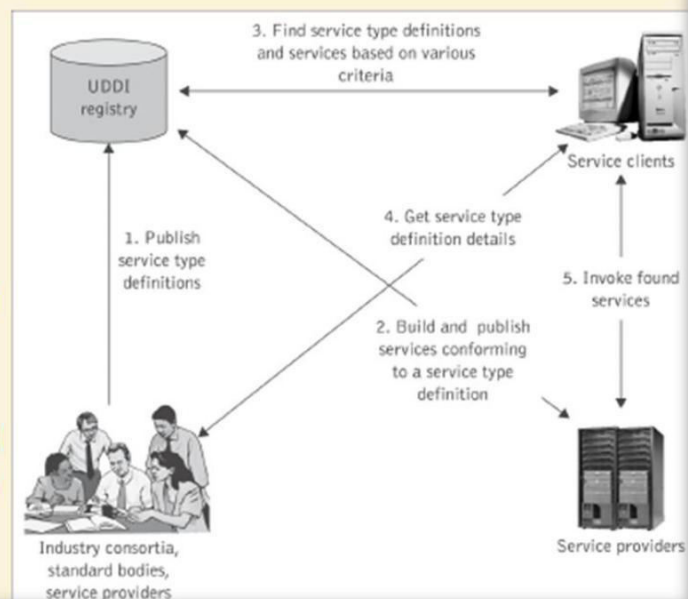 3. Find service type definitions
and services based on various
criteria
UDDI
registry
Service clients
4. Get service type
definition details
1. Publish
service type
definitions
5. Invoke found
services
2. Build and publish
services conforming
to a service type
definition
Industry consortia,
standard bodies,
service providers
Service providers